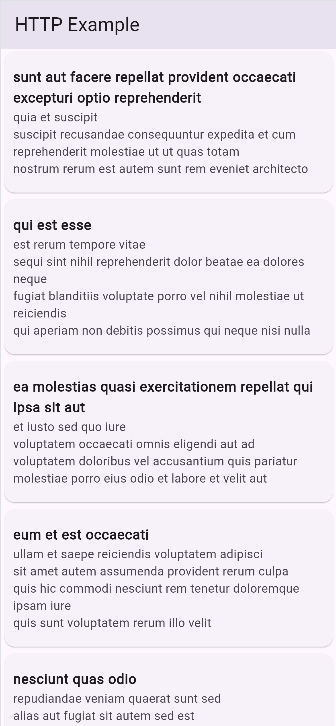 HTTP Example
sunt aut facere repellat provident occaecati
excepturi optio reprehenderit
quia et suscipit
suscipit recusandae consequuntur expedita et cum
reprehenderit molestiae ut ut quas totam
nostrum rerum est autem sunt rem eveniet architecto
qui est esse
est rerum tempore vitae
sequi sint nihil reprehenderit dolor beatae ea dolores
neque
fugiat blanditiis voluptate porro vel nihil molestiae ut
reiciendis
qui aperiam non debitis possimus qui neque nisi nulla
ea molestias quasi exercitationem repellat qui
ipsa sit aut
et iusto sed quo iure
voluptatem occaecati omnis eligendi aut ad
voluptatem doloribus vel accusantium quis pariatur
molestiae porro eius odio et labore et velit aut
eum et est occaecati
ullam et saepe reiciendis voluptatem adipisci
sit amet autem assumenda provident rerum culpa
quis hic commodi nesciunt rem tenetur doloremque
ipsam iure
quis sunt voluptatem rerum illo velit
nesciunt quas odio
repudiandae veniam quaerat sunt sed
alias aut fugiat sit autem sed est